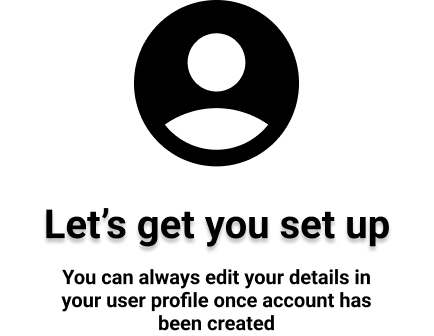 Let’s get you set up
You can always edit your details in
your user profile once account has
been created